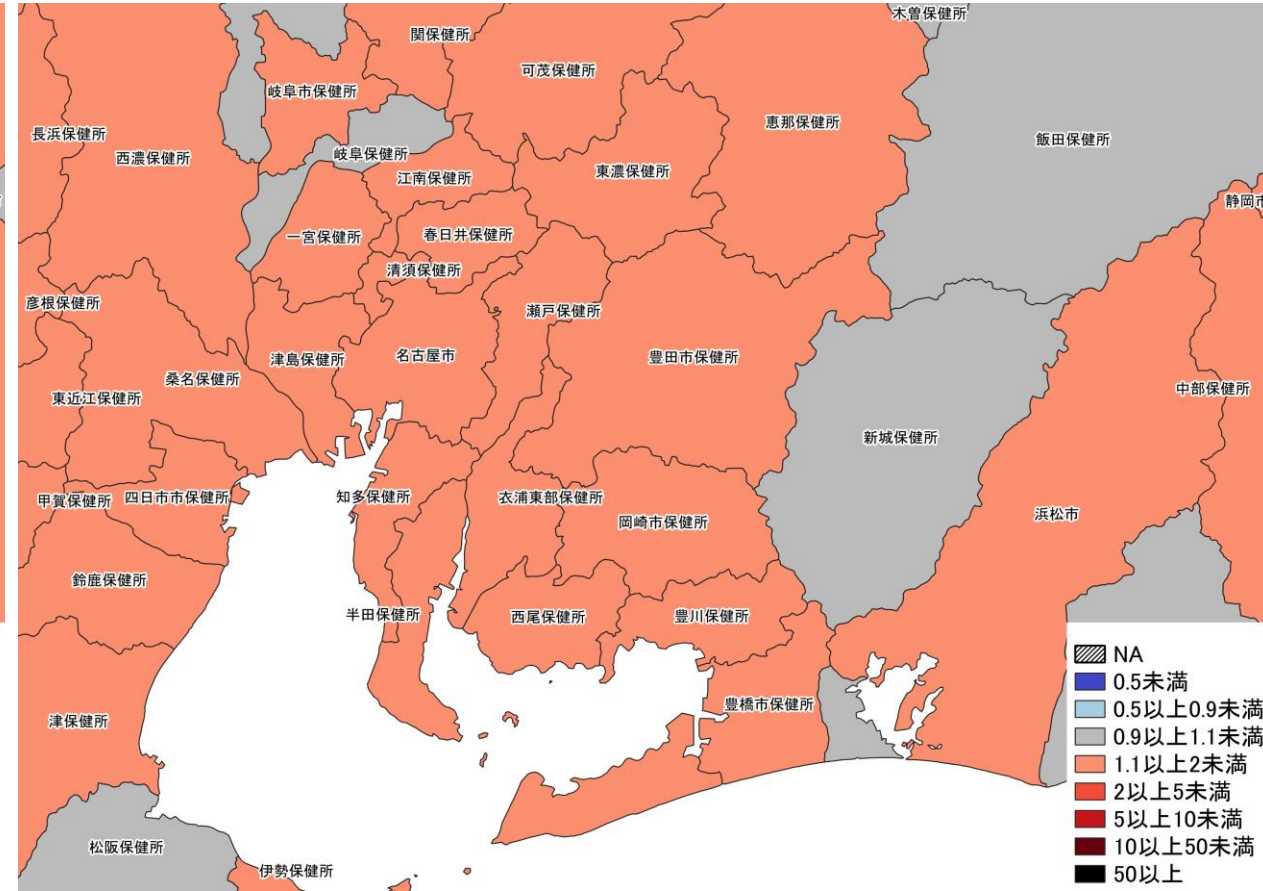 木曽保健所
関保健所
可茂保健所
岐阜市保健所
恵那保健所
長浜保健所
飯田保健所
西濃保健所
岐阜保健所
東濃保健所
江南保健所
静岡市
一宮保健所
春日井保健所
清須保健所
彦根保健所
瀬戸保健所
津島保健所
名古屋市
豊田市保健所
桑名保健所
中部保健所
東近江保健所
新城保健所
甲賀保健所
四日市市保健所
知多保健所
衣浦東部保健所
岡崎市保健所
浜松市
鈴鹿保健所
半田保健所
西尾保健所
豊川保健所
津保健所
豊橋市保健所
松阪保健所
伊勢保健所
NA
0.5未満
0.5以上0.9未満
0.9以上1.1未満
1.1以上2未満
2以上5未満
5以上10未満
10以上50未満
50以上